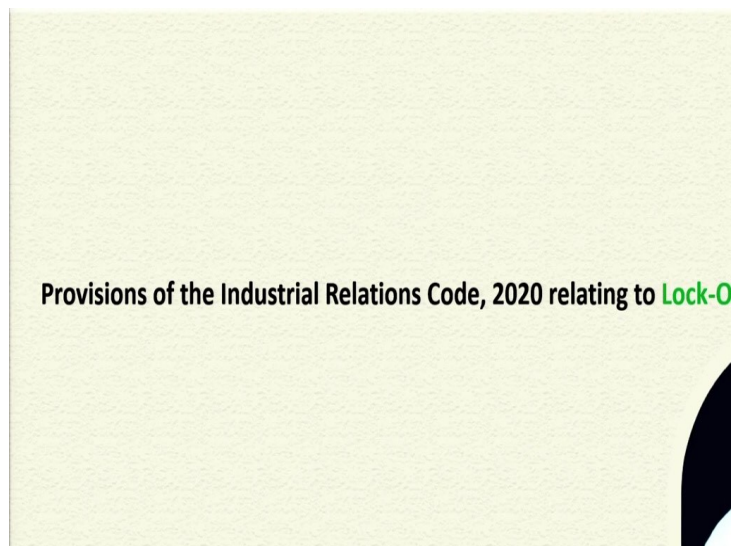 Provisions of the Industrial Relations Code, 2020 relating to Lock-O